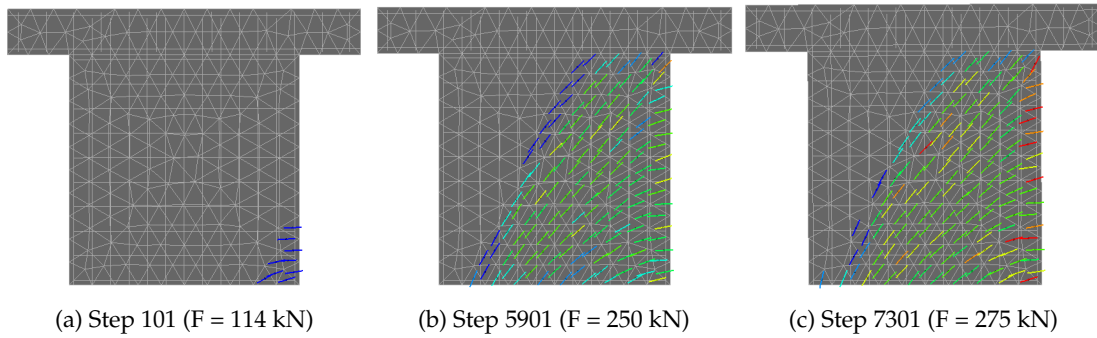 (a) Step 101 (F = 114 kN)
(b) Step 5901 (F = 250 kN)
(c) Step 7301 (F = 275 kN)